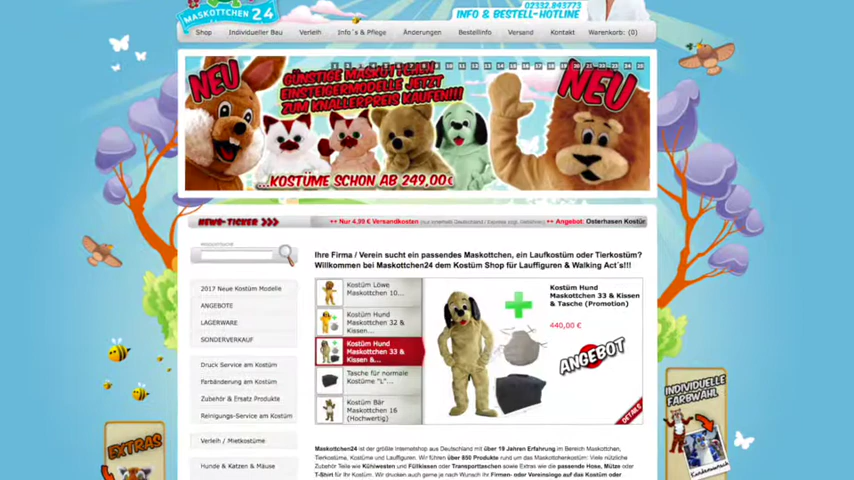 MASKOTTCHEN 24
02332.843773
INFO & BESTELL-HOTLINE
Shop Individueller Bau Verleih Info´s & Pflege Änderungen Bestellinfo Versand Kontakt Warenkorb: (0)
NEU
GÜNSTIGE MASKOTTCHEN
EINSTEIGERMODELLE JETZT
ZUM KNALLERPREIS KAUFEN!!!
NEU
...KOSTÜME SCHON AB 249,00€
NEWS-TICKER
++ Nur 4,99 € Versandkosten ++ Angebot: Osterhasen Kostür
Ihre Firma / Verein sucht ein passendes Maskottchen, ein Laufkostüm oder Tierkostüm?
Willkommen bei Maskottchen24 dem Kostüm Shop für Lauffiguren & Walking Act´s!!!
2017 Neue Kostüm Modelle
ANGEBOTE
LAGERWARE
SONDERVERKAUF
Druck Service am Kostüm
Farbänderung am Kostüm
Zubehör & Ersatz Produkte
Reinigungs-Service am Kostüm
Verleih / Mietkostüme
Hunde & Katzen & Mäuse
Kostüm Löwe
Maskottchen 10...
Kostüm Hund
Maskottchen 32 &
Kissen...
Kostüm Hund
Maskottchen 33 &
Kissen &...
Tasche für normale
Kostüme "L"...
Kostüm Bär
Maskottchen 16
(Hochwertig)
Kostüm Hund
Maskottchen 33 & Kissen
& Tasche (Promotion)
440,00 €
ANGEBOT
DETAILS
Maskottchen24 ist der größte Internetshop aus Deutschland mit über 19 Jahren Erfahrung im Bereich Maskottchen,
Tierkostüme, Kostüme und Lauffiguren. Wir führen über 650 Produkte rund um das Maskottchenkostüm: Viele nützliche
Zubehör Teile wie Kühlwesten und Füllkissen oder Transporttaschen sowie Extras wie die passende Hose, Mütze oder
T-Shirt für Ihr Kostüm. Wir drucken auch gerne je nach Wunsch Ihr Firmen- oder Vereinslogo auf das Kostüm oder
EXTRAS
INDIVIDUELLE
FARBWAHL